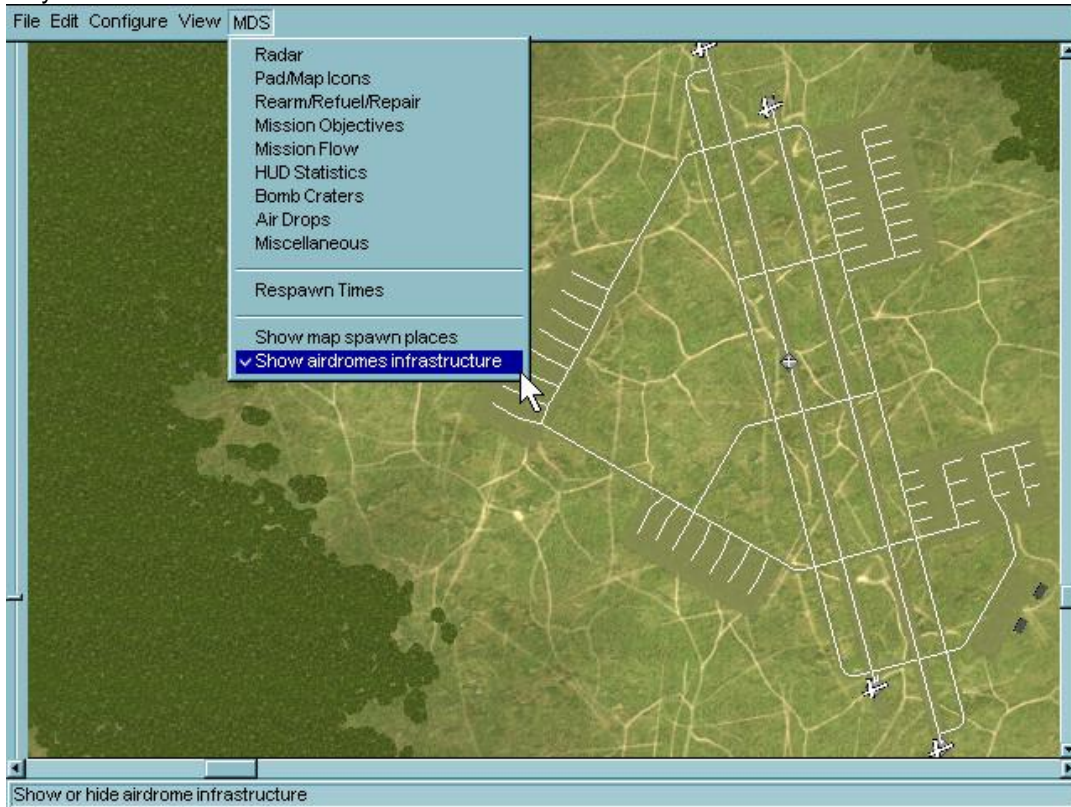 File Edit Configure View MDS
Radar
Pad/Map Icons
Rearm/Refuel/Repair
Mission Objectives
Mission Flow
HUD Statistics
Bomb Craters
Air Drops
Miscellaneous
Respawn Times
Show map spawn places
Show airdromes infrastructure
Show or hide airdrome infrastructure